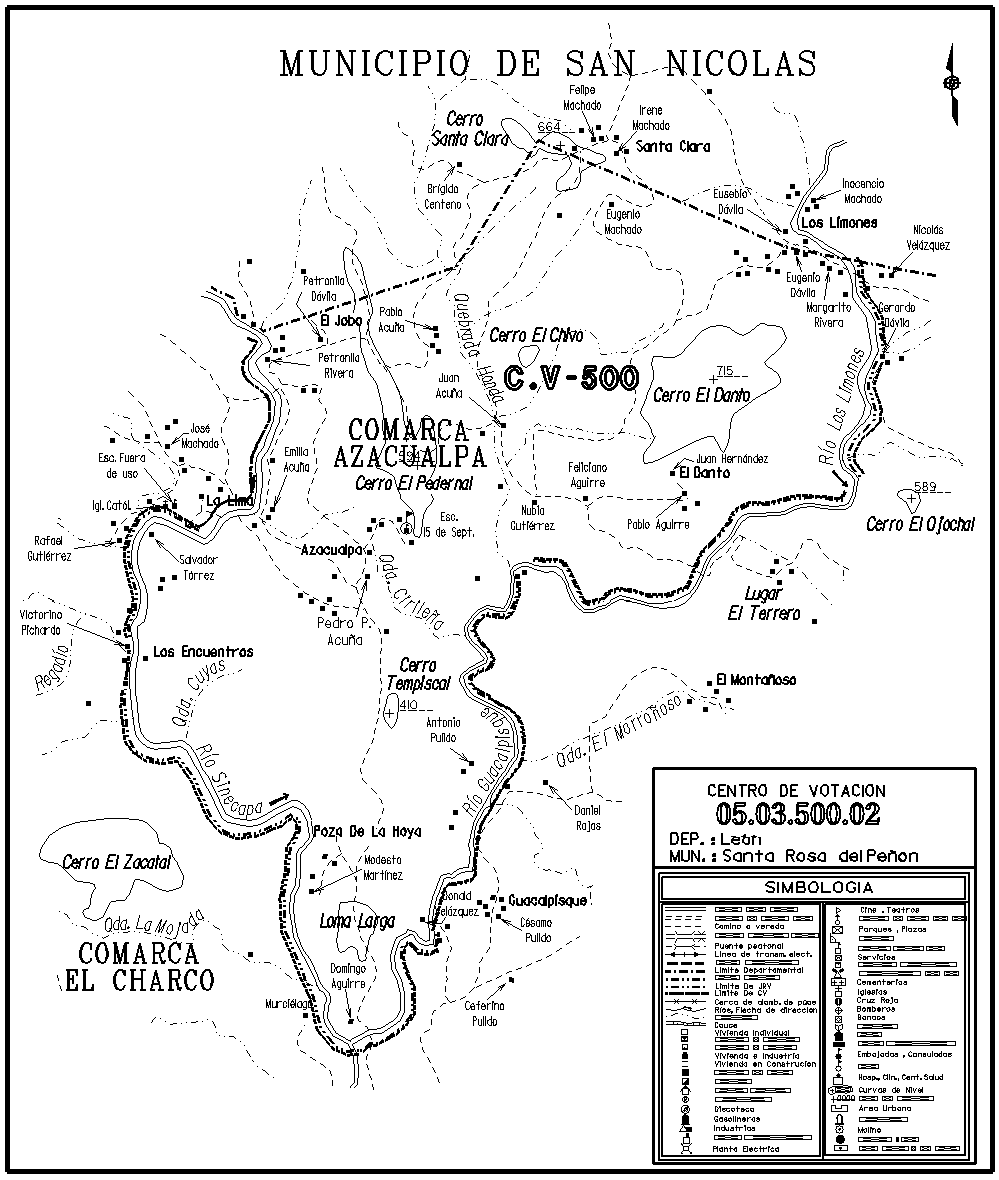 MUNICIPIO DE SAN NICOLAS
Felipe
Machado
Irene
Machado
Cerro
Santa Clara
664
Santa Clara
Brigida
Centeno
Eugenio
Machado
Eusebio
Dávila
Inocencio
Machado
Los Limones
Nicolás
Velázquez
Eugenio
Dávila
Margarito
Rivera
Gerardo
Dávila
Petronila
Dávila
El Jobo
Pablo
Acuña
Petronila
Rivera
Quebrada Honda
Cerro El Chivo
C.V-500
715
Cerro El Danto
Río Los Limones
Juan
Acuña
COMARCA
AZACUALPA
Cerro El Pedernal
José
Machado
Esc. Fuera
de uso
Emilia
Acuña
Igl. Catól.
La Lima
Juan Hernández
El Danto
Feliciano
Aguirre
Nubia
Gutiérrez
Pablo Aguirre
589
Cerro El Ojochal
Esc.
15 de Sept.
Rafael
Gutiérrez
Salvador
Tórrez
Azacualpa
Qda. Cirileña
Lugar
El Terrero
Victorino
Pichardo
Pedro P.
Acuña
Regadío
Los Encuentros
Qda. Cuyas
Cerro
Tempiscal
410
El Montañoso
Antonio
Pulido
Río Guacalpisque
Qda. El Marrañoso
Río Sinecapa
Daniel
Rojas
Poza De La Hoya
Modesta
Martínez
Cerro El Zacatal
Qda. La Mojada
Loma Larga
Donald
Velázquez
Guacalpisque
Césamo
Pulido
COMARCA
EL CHARCO
Domingo
Aguirre
Murciélago
Ceferino
Pulido
CENTRO DE VOTACION
05.03.500.02
DEP. : León
MUN. : Santa Rosa del Peñon
SIMBOLOGIA
Camino o vereda
Puente peatonal
Linea de transm. elect.
Limite Departamental
Limite De JRV
Limite De CV
Cerca de alamb. de púas
Ríos, Flecha de dirección
Cauce
Vivienda Individual
Vivienda e Industria
Vivienda en Construcion
Discoteca
Gasolineras
Industrias
Planta Electrica
Cine , Teatros
Parques , Plazas
Servicios
Cementerios
Iglesias
Cruz Roja
Bomberos
Bancos
Embajadas , Consulados
Hosp., Clin., Cent. Salud
Curvas de Nivel
Area Urbana
Molino